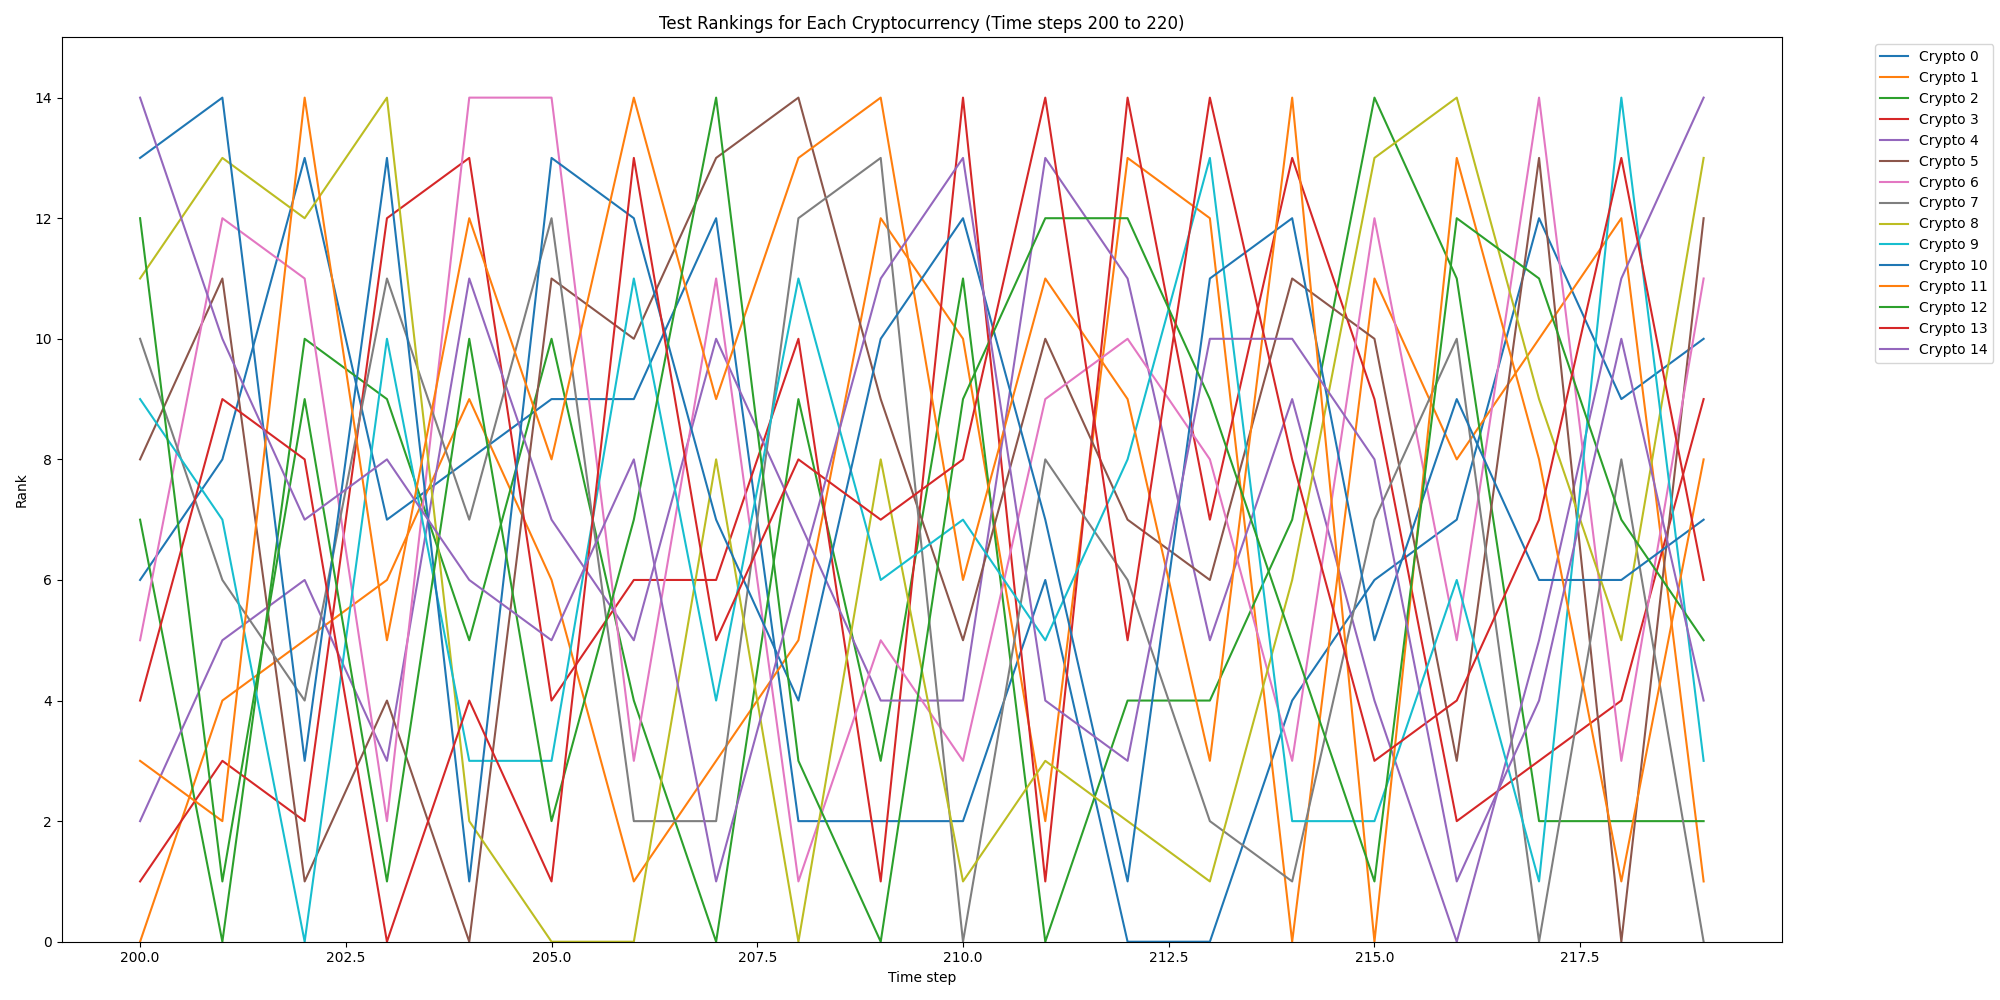 Test Rankings for Each Cryptocurrency (Time steps 200 to 220)
Rank
14
12
10
8
6
4
2
0
200.0 202.5 205.0 207.5 210.0 212.5 215.0 217.5
Time step
Crypto 0
Crypto 1
Crypto 2
Crypto 3
Crypto 4
Crypto 5
Crypto 6
Crypto 7
Crypto 8
Crypto 9
Crypto 10
Crypto 11
Crypto 12
Crypto 13
Crypto 14